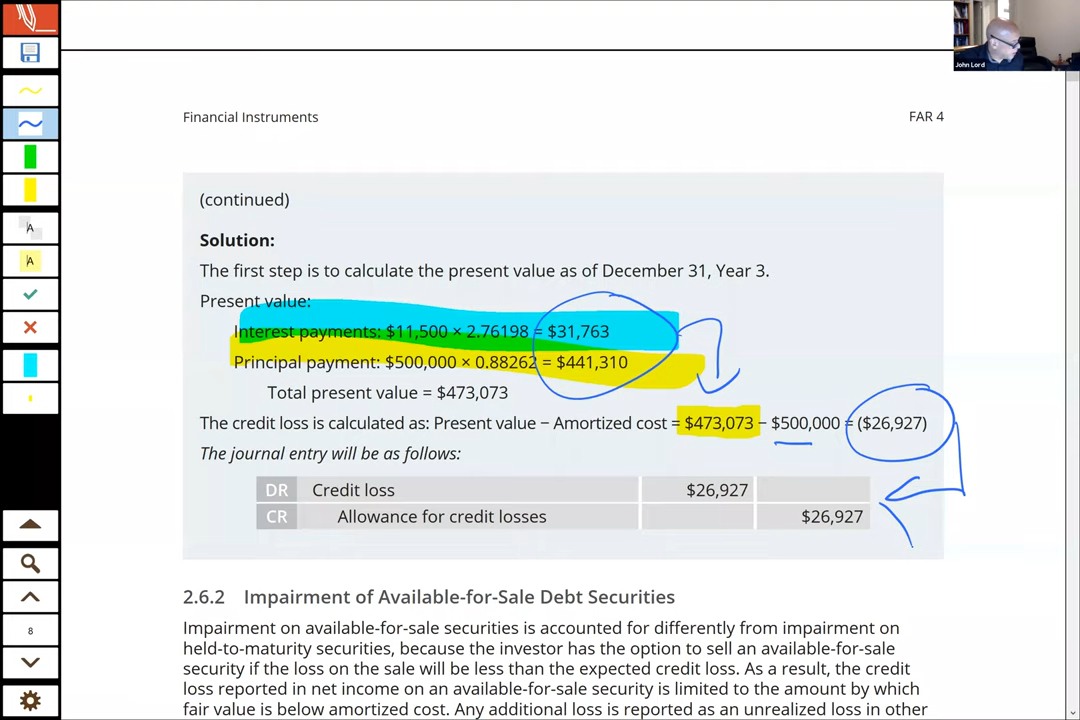 John Lord
Financial Instruments
FAR 4
(continued)
Solution:
The first step is to calculate the present value as of December 31, Year 3.
Present value:
Interest payments: $11,500 × 2.76198 = $31,763
Principal payment: $500,000 × 0.88262 = $441,310
Total present value = $473,073
The credit loss is calculated as: Present value − Amortized cost = $473,073 − $500,000 = ($26,927)
The journal entry will be as follows:
DR Credit loss $26,927
CR Allowance for credit losses $26,927
2.6.2 Impairment of Available-for-Sale Debt Securities
Impairment on available-for-sale securities is accounted for differently from impairment on
held-to-maturity securities, because the investor has the option to sell an available-for-sale
security if the loss on the sale will be less than the expected credit loss. As a result, the credit
loss reported in net income on an available-for-sale security is limited to the amount by which
fair value is below amortized cost. Any additional loss is reported as an unrealized loss in other
A
A
8